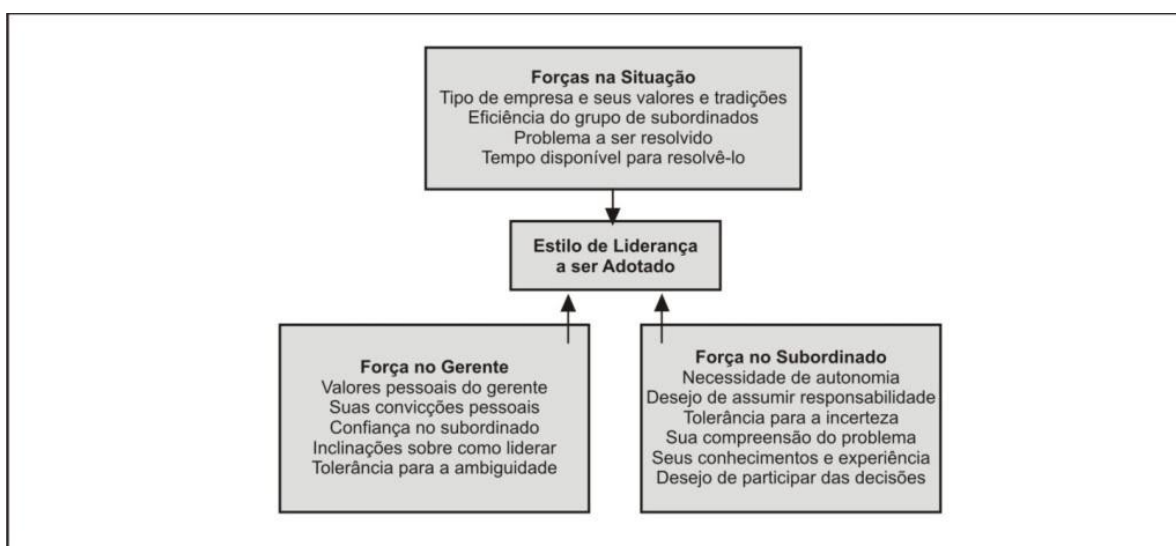 Forças na Situação
Tipo de empresa e seus valores e tradições
Eficiência do grupo de subordinados
Problema a ser resolvido
Tempo disponível para resolvê-lo
Estilo de Liderança
a ser Adotado
Força no Gerente
Valores pessoais do gerente
Suas convicções pessoais
Confiança no subordinado
Inclinações sobre como liderar
Tolerância para a ambiguidade
Força no Subordinado
Necessidade de autonomia
Desejo de assumir responsabilidade
Tolerância para a incerteza
Sua compreensão do problema
Seus conhecimentos e experiência
Desejo de participar das decisões